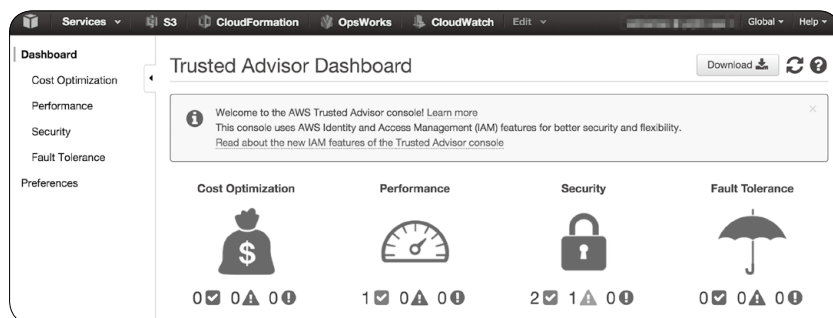 Services S3 CloudFormation OpsWorks CloudWatch Edit Global Help
Dashboard
Cost Optimization
Performance
Security
Fault Tolerance
Preferences
Trusted Advisor Dashboard
Download
Welcome to the AWS Trusted Advisor console! Learn more
This console uses AWS Identity and Access Management (IAM) features for better security and flexibility.
Read about the new IAM features of the Trusted Advisor console
Cost Optimization Performance Security Fault Tolerance
$
0 0 0 1 0 0 2 1 0 0 0 0